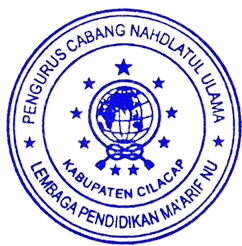 PENGURUS CABANG NAHDLATUL ULAMA
KABUPATEN CILACAP
LEMBAGA PENDIDIKAN MA'ARIF NU